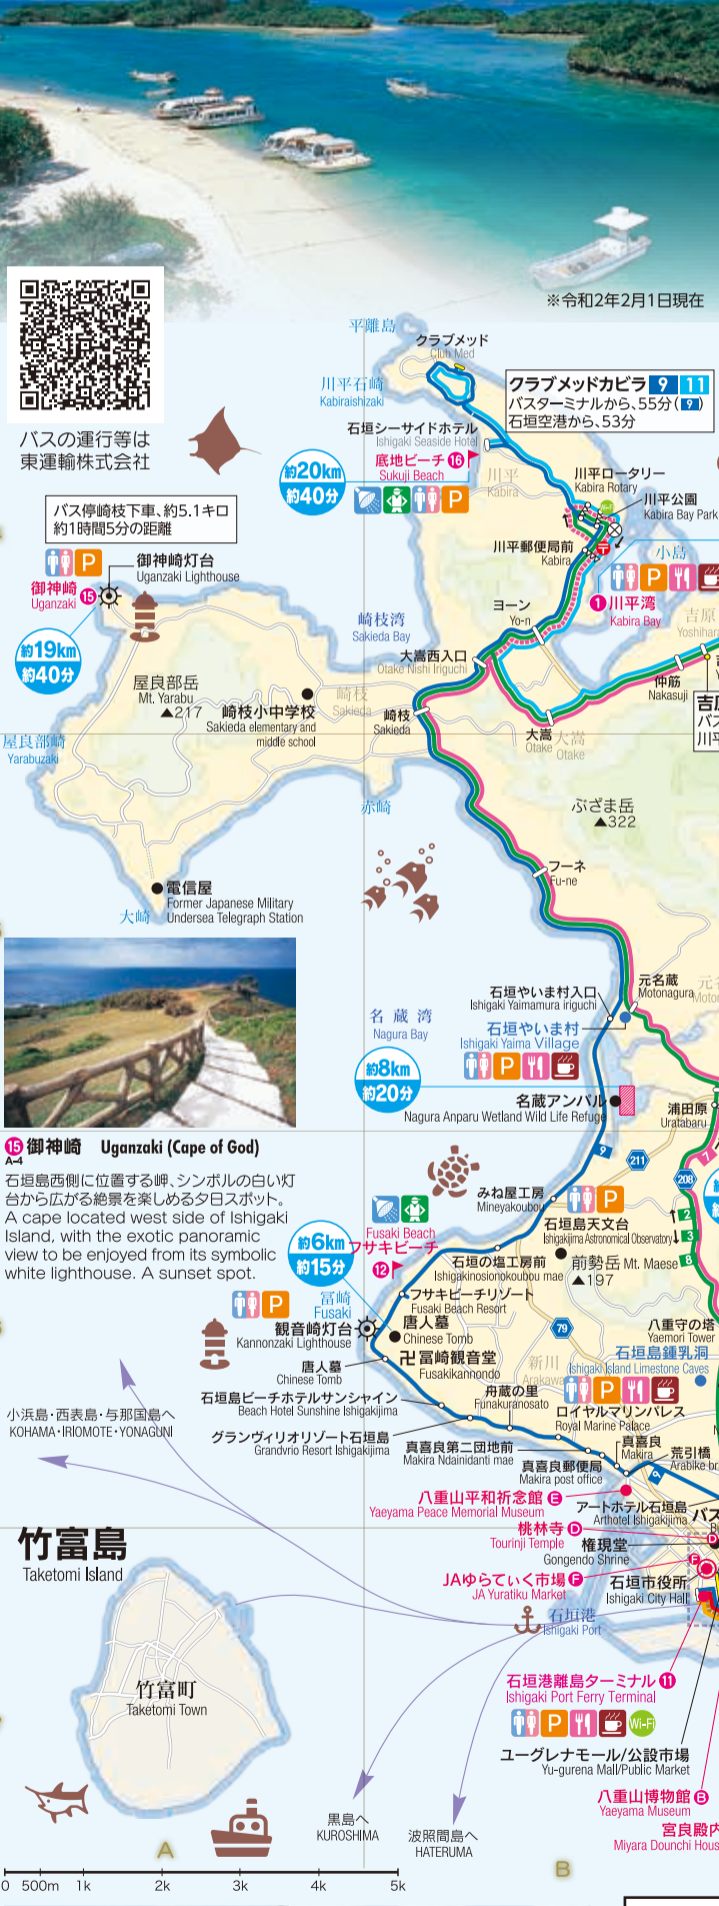 ※令和2年2月1日現在
バスの運行等は
東運輸株式会社
平離島
クラブメッド
Club Med
川平石崎
Kabiraishizaki
クラブメッドカビラ 9 11
バスターミナルから、55分(9)
石垣空港から、53分
石垣シーサイドホテル
Ishigaki Seaside Hotel
底地ビーチ 16
Sukuji Beach
約20km
約40分
P
川平
Kabira
川平ロータリー
Kabira Rotary
Wi-Fi
川平公園
Kabira Bay Park
バス停崎枝下車、約5.1キロ
約1時間5分の距離
川平郵便局前
Kabira
小島
P
P
御神崎灯台
Uganzaki Lighthouse
御神崎 15
Uganzaki
1 川平湾
Kabira Bay
ヨーン
Yo-n
吉原
Yoshihar
崎枝湾
Sakieda Bay
約19km
約40分
大嵩西入口
Otake Nishi Iriguchi
屋良部岳
Mt. Yarabu
▲217
崎枝小中学校
Sakieda elementary and
middle school
崎枝
Sakieda
崎枝
Sakieda
仲筋
Nakasuji
大嵩
Otake
大嵩
Otake
屋良部崎
Yarabuzaki
赤崎
ぶざま岳
▲322
フーネ
Fu-ne
電信屋
Former Japanese Military
Undersea Telegraph Station
大崎
元名蔵
Motonagura
石垣やいま村入口
Ishigaki Yaimamura iriguchi
名蔵湾
Nagura Bay
石垣やいま村
Ishigaki Yaima Village
P
約8km
約20分
名蔵アンパル
Nagura Anparu Wetland Wild Life Refuge
浦田原
Uratabaru
15 御神崎 Uganzaki (Cape of God)
A-4
石垣島西側に位置する岬、シンボルの白い灯
台から広がる絶景を楽しめる夕日スポット。
A cape located west side of Ishigaki
Island, with the exotic panoramic
view to be enjoyed from its symbolic
white lighthouse. A sunset spot.
9
211
7
208
みね屋工房
Mineyakoubou
P
2
3
8
石垣島天文台
Ishigakijima Astronomical Observatory
前勢岳 Mt. Maese
▲197
Fusaki Beach
フサキビーチ
12
約6km
約15分
石垣の塩工房前
Ishigakinosionokoubou mae
冨崎
Fusaki
フサキビーチリゾート
Fusaki Beach Resort
P
観音崎灯台
Kannonzaki Lighthouse
唐人墓
Chinese Tomb
79
八重守の塔
Yaemori Tower
唐人墓
Chinese Tomb
卍冨崎観音堂
Fusakikannondo
新川
Arakawa
石垣島鍾乳洞
Ishigaki Island Limestone Caves
P
石垣島ビーチホテルサンシャイン
Beach Hotel Sunshine Ishigakijima
舟蔵の里
Funakuranosato
ロイヤルマリンパレス
Royal Marine Palace
小浜島・西表島・与那国島へ
KOHAMA・IRIOMOTE・YONAGUNI
グランヴィリオリゾート石垣島
Grandvrio Resort Ishigakijima
真喜良第二団地前
Makira Ndainidanti mae
真喜良
Makira
荒引橋
Arabike br
真喜良郵便局
Makira post office
9
八重山平和祈念館 E
Yaeyama Peace Memorial Museum
アートホテル石垣島
Arthotel Ishigakijima
バス
桃林寺 D
Tourinji Temple
権現堂
Gongendo Shrine
D
竹富島
Taketomi Island
JAゆらてぃく市場 F
JA Yuratiku Market
F
石垣市役所
Ishigaki City Hall
石垣港
Ishigaki Port
竹富町
Taketomi Town
石垣港離島ターミナル 11
Ishigaki Port Ferry Terminal
P
Wi-Fi
ユーグレナモール/公設市場
Yu-gurena Mall/Public Market
八重山博物館 B
Yaeyama Museum
黒島へ
KUROSHIMA
波照間島へ
HATERUMA
宮良殿内
Miyara Dounchi Hous
A
B
0 500m 1k 2k 3k 4k 5k